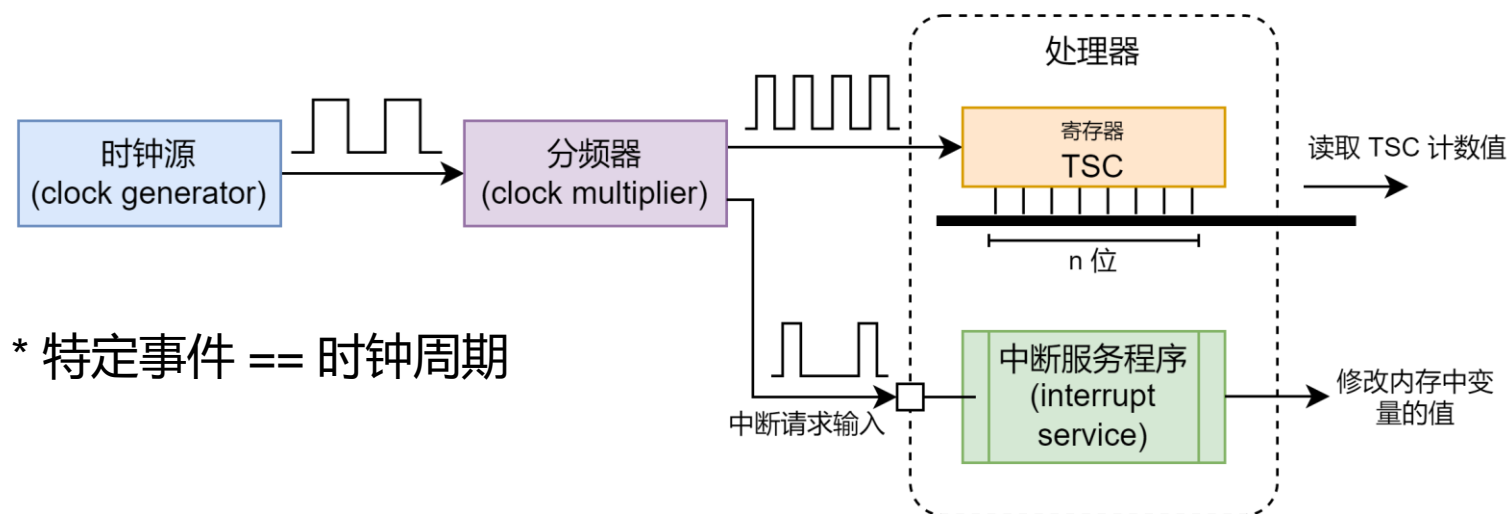 处理器
时钟源
(clock generator)
分频器
(clock multiplier)
寄存器
TSC
读取 TSC 计数值
n 位
* 特定事件 == 时钟周期
中断请求输入
中断服务程序
(interrupt
service)
修改内存中变
量的值